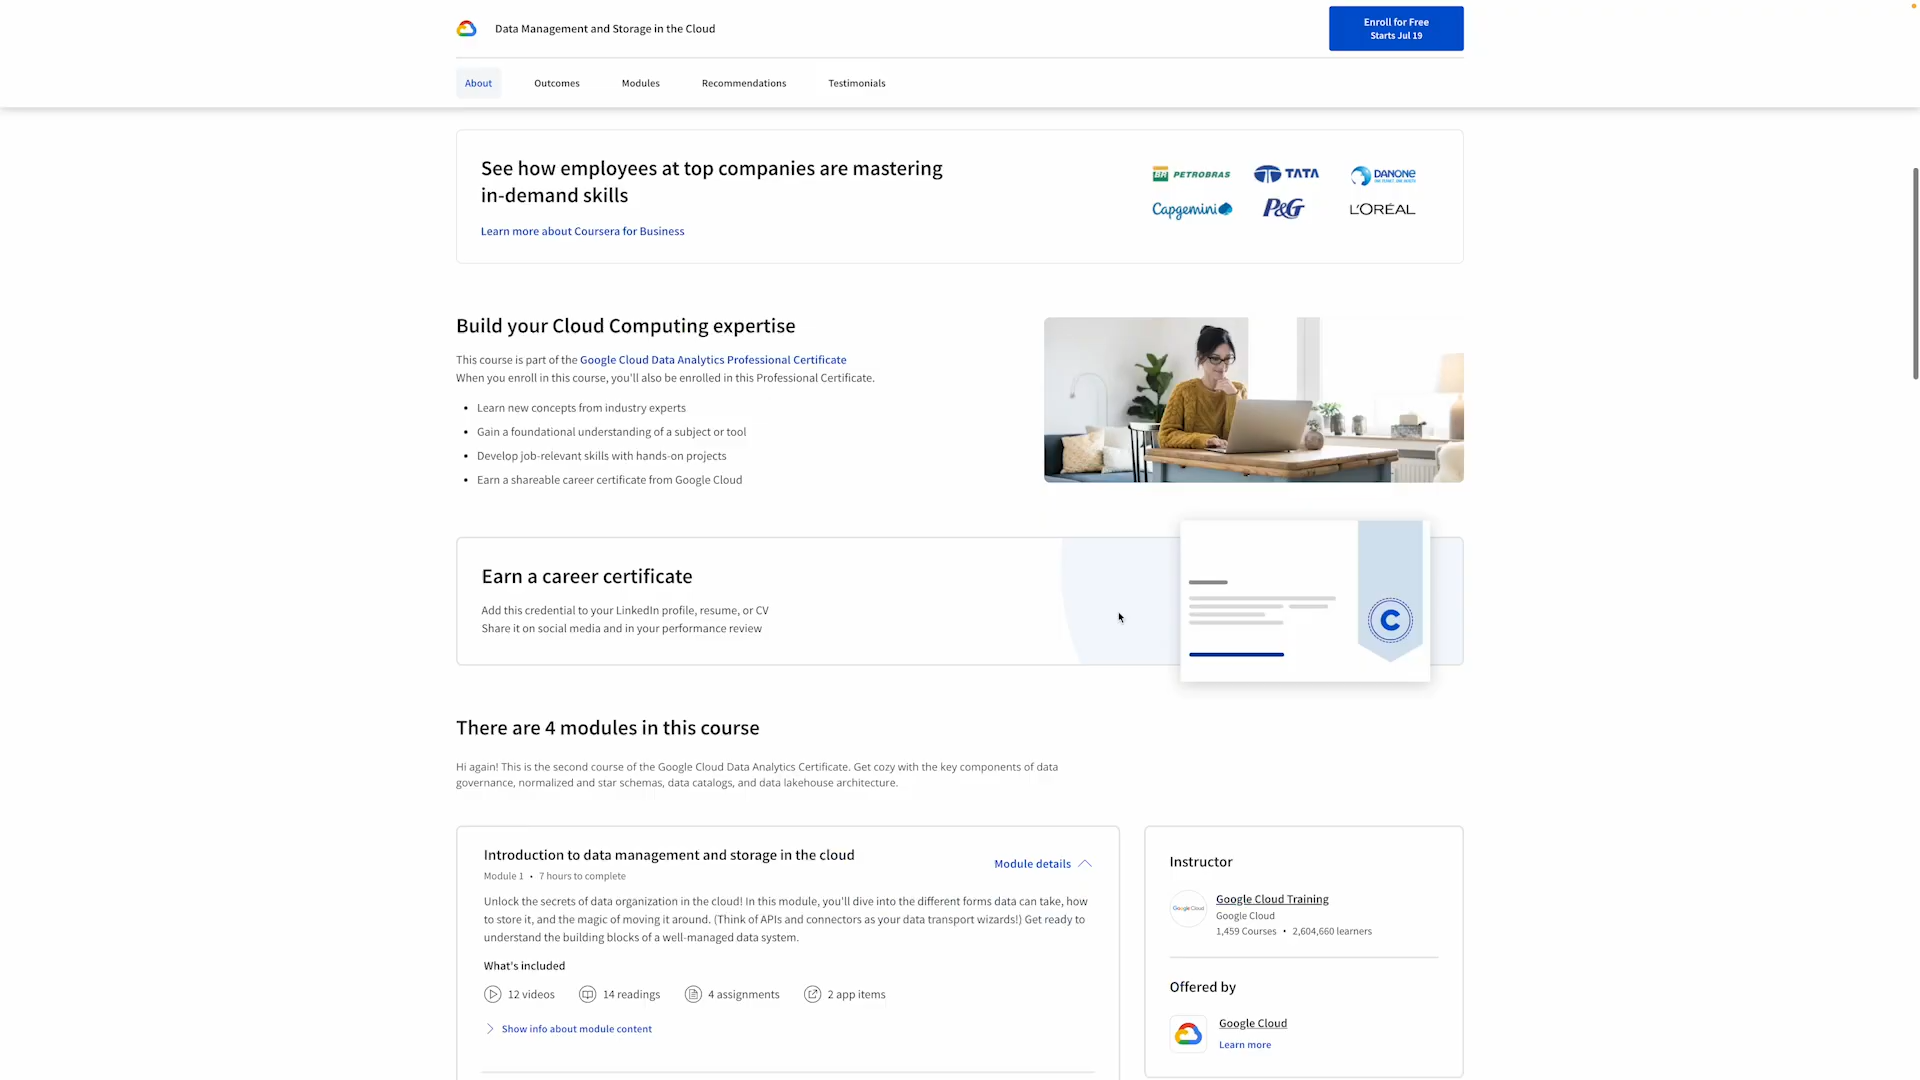 Data Management and Storage in the Cloud
Enroll for Free
Starts Jul 19
About
Outcomes
Modules
Recommendations
Testimonials
See how employees at top companies are mastering
in-demand skills
Learn more about Coursera for Business
BR PETROBRAS
TATA
DANONE
Capgemini
P&G
L'ORÉAL
Build your Cloud Computing expertise
This course is part of the Google Cloud Data Analytics Professional Certificate
When you enroll in this course, you'll also be enrolled in this Professional Certificate.
• Learn new concepts from industry experts
• Gain a foundational understanding of a subject or tool
• Develop job-relevant skills with hands-on projects
• Earn a shareable career certificate from Google Cloud
Earn a career certificate
Add this credential to your LinkedIn profile, resume, or CV
Share it on social media and in your performance review
C
There are 4 modules in this course
Hi again! This is the second course of the Google Cloud Data Analytics Certificate. Get cozy with the key components of data
governance, normalized and star schemas, data catalogs, and data lakehouse architecture.
Introduction to data management and storage in the cloud
Module details
Module 1 • 7 hours to complete
Unlock the secrets of data organization in the cloud! In this module, you'll dive into the different forms data can take, how
to store it, and the magic of moving it around. (Think of APIs and connectors as your data transport wizards!) Get ready to
understand the building blocks of a well-managed data system.
What's included
12 videos
14 readings
4 assignments
2 app items
Show info about module content
Instructor
Google Cloud
Google Cloud Training
Google Cloud
1,459 Courses • 2,604,660 learners
Offered by
Google Cloud
Learn more